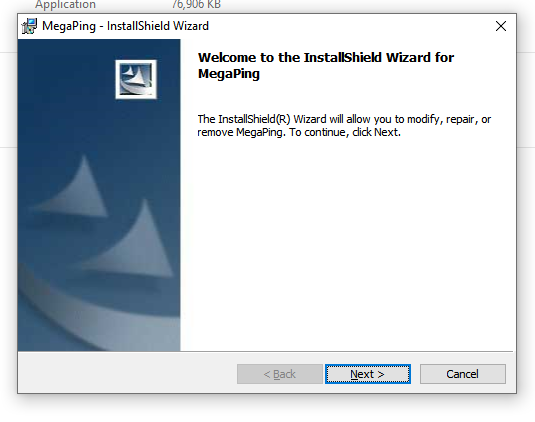 Application 76,906 KB
MegaPing - InstallShield Wizard
Welcome to the InstallShield Wizard for
MegaPing
The InstallShield(R) Wizard will allow you to modify, repair, or
remove MegaPing. To continue, click Next.
< Back Next > Cancel